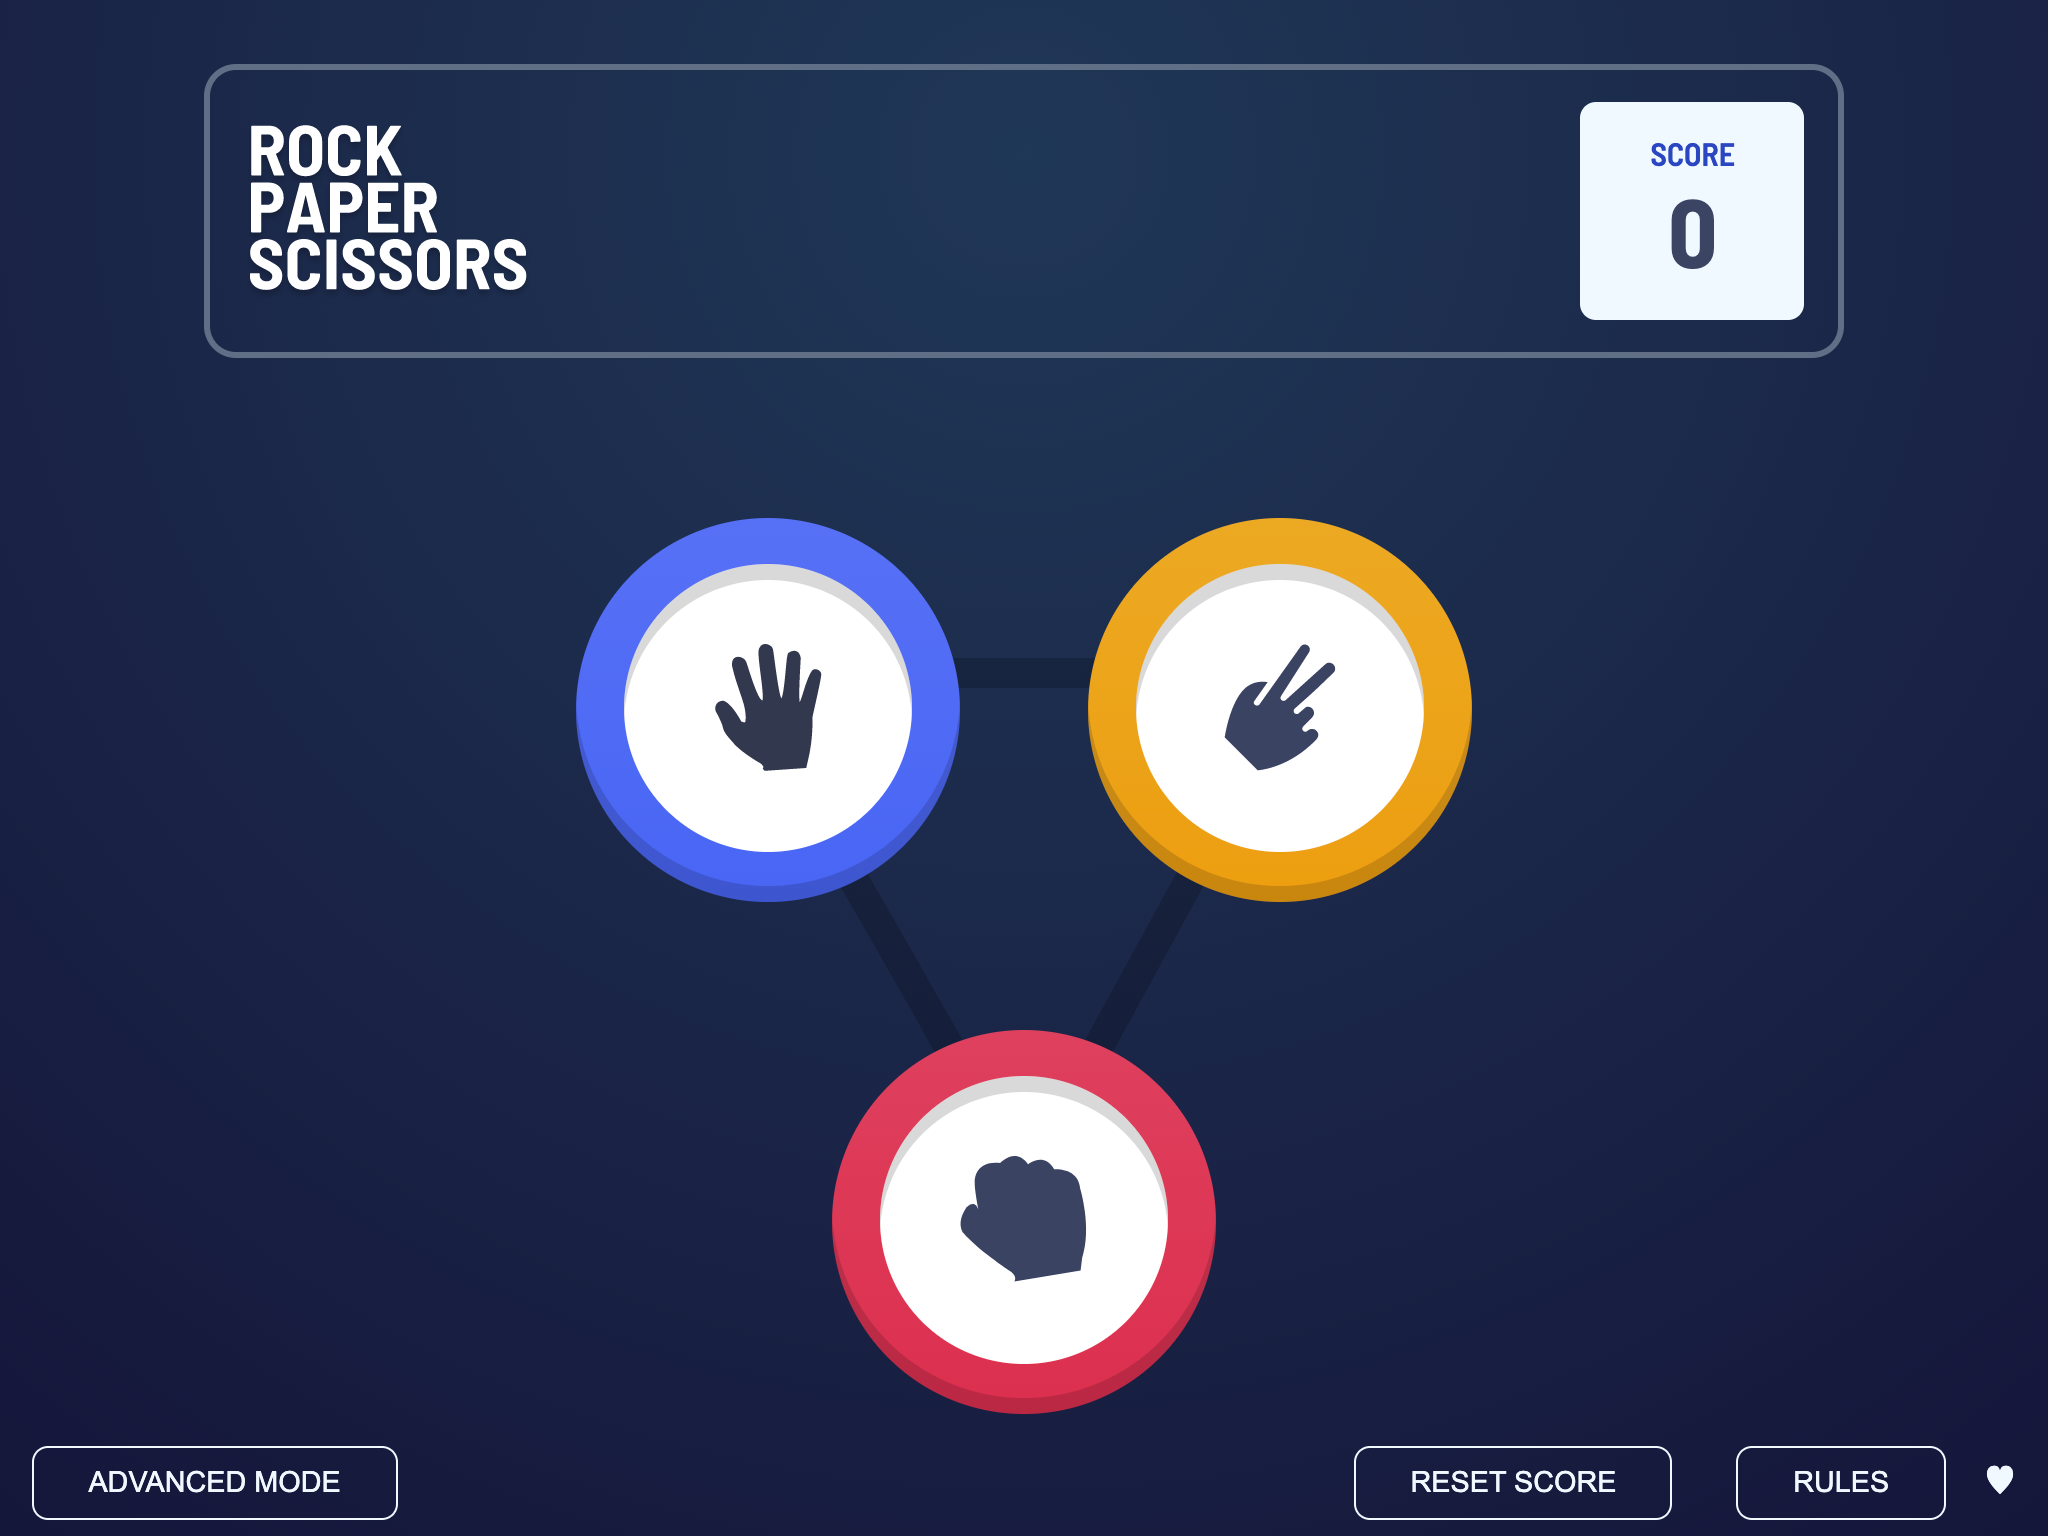 ROCK
PAPER
SCISSORS
SCORE
0
ADVANCED MODE
RESET SCORE
RULES